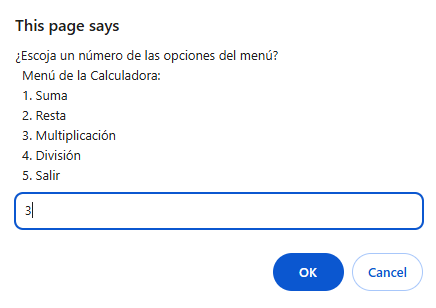 This page says
¿Escoja un número de las opciones del menú?
Menú de la Calculadora:
1. Suma
2. Resta
3. Multiplicación
4. División
5. Salir
3
OK Cancel